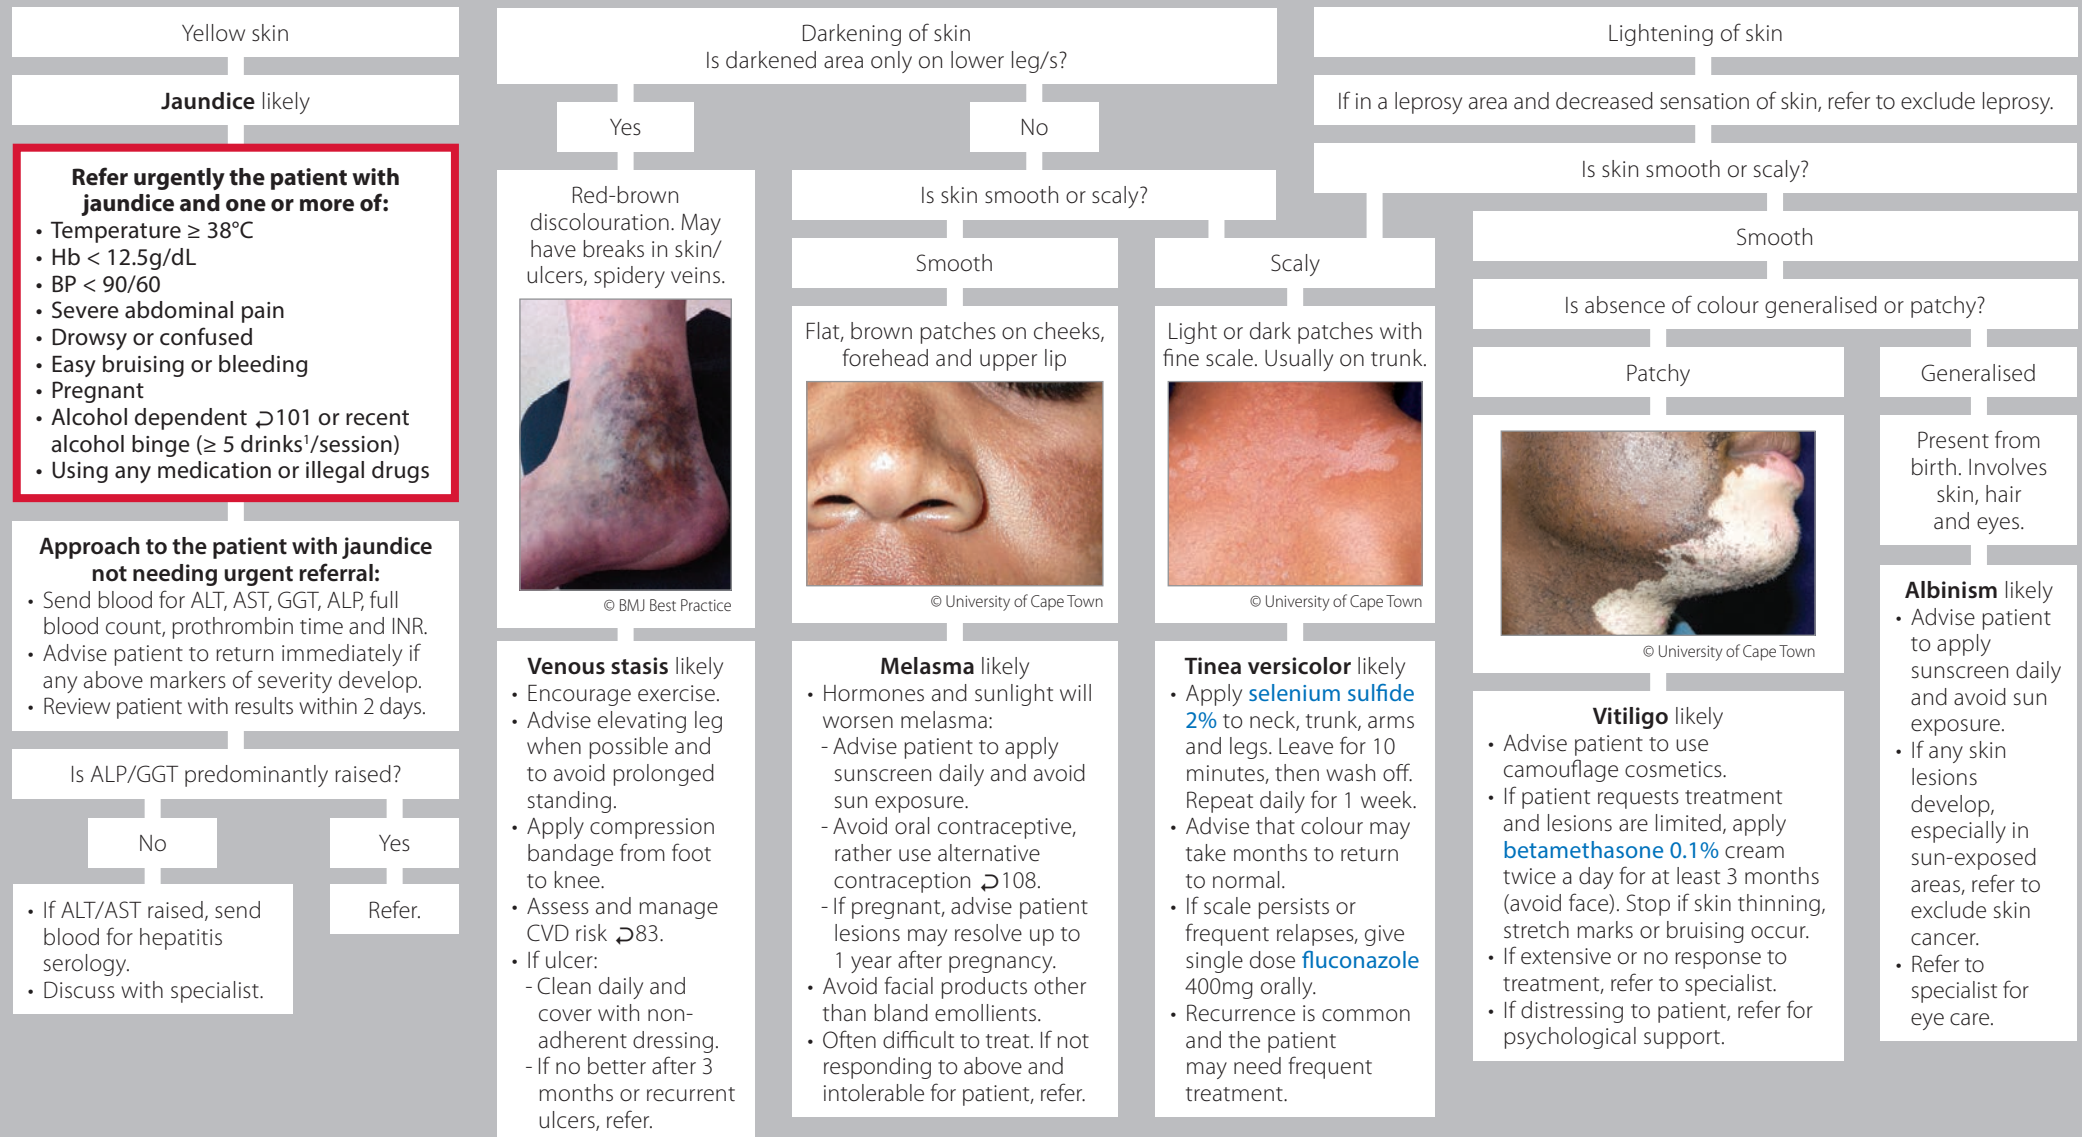 Yellow skin
Jaundice likely
Refer urgently the patient with
jaundice and one or more of:
• Temperature ≥ 38°C
• Hb < 12.5g/dL
• BP < 90/60
• Severe abdominal pain
• Drowsy or confused
• Easy bruising or bleeding
• Pregnant
• Alcohol dependent ⮌101 or recent
alcohol binge (≥ 5 drinks¹/session)
• Using any medication or illegal drugs
Approach to the patient with jaundice
not needing urgent referral:
• Send blood for ALT, AST, GGT, ALP, full
blood count, prothrombin time and INR.
• Advise patient to return immediately if
any above markers of severity develop.
• Review patient with results within 2 days.
Is ALP/GGT predominantly raised?
No
• If ALT/AST raised, send
blood for hepatitis
serology.
• Discuss with specialist.
Yes
Refer.
Darkening of skin
Is darkened area only on lower leg/s?
Yes
Red-brown
discolouration. May
have breaks in skin/
ulcers, spidery veins.
© BMJ Best Practice
Venous stasis likely
• Encourage exercise.
• Advise elevating leg
when possible and
to avoid prolonged
standing.
• Apply compression
bandage from foot
to knee.
• Assess and manage
CVD risk ⮌83.
• If ulcer:
- Clean daily and
cover with non-
adherent dressing.
- If no better after 3
months or recurrent
ulcers, refer.
No
Is skin smooth or scaly?
Smooth
Flat, brown patches on cheeks,
forehead and upper lip
© University of Cape Town
Melasma likely
• Hormones and sunlight will
worsen melasma:
- Advise patient to apply
sunscreen daily and avoid
sun exposure.
- Avoid oral contraceptive,
rather use alternative
contraception ⮌108.
- If pregnant, advise patient
lesions may resolve up to
1 year after pregnancy.
• Avoid facial products other
than bland emollients.
• Often difficult to treat. If not
responding to above and
intolerable for patient, refer.
Scaly
Light or dark patches with
fine scale. Usually on trunk.
© University of Cape Town
Tinea versicolor likely
• Apply selenium sulfide
2% to neck, trunk, arms
and legs. Leave for 10
minutes, then wash off.
Repeat daily for 1 week.
• Advise that colour may
take months to return
to normal.
• If scale persists or
frequent relapses, give
single dose fluconazole
400mg orally.
• Recurrence is common
and the patient
may need frequent
treatment.
Lightening of skin
If in a leprosy area and decreased sensation of skin, refer to exclude leprosy.
Is skin smooth or scaly?
Smooth
Is absence of colour generalised or patchy?
Patchy
© University of Cape Town
Vitiligo likely
• Advise patient to use
camouflage cosmetics.
• If patient requests treatment
and lesions are limited, apply
betamethasone 0.1% cream
twice a day for at least 3 months
(avoid face). Stop if skin thinning,
stretch marks or bruising occur.
• If extensive or no response to
treatment, refer to specialist.
• If distressing to patient, refer for
psychological support.
Generalised
Present from
birth. Involves
skin, hair
and eyes.
Albinism likely
• Advise patient
to apply
sunscreen daily
and avoid sun
exposure.
• If any skin
lesions
develop,
especially in
sun-exposed
areas, refer to
exclude skin
cancer.
• Refer to
specialist for
eye care.